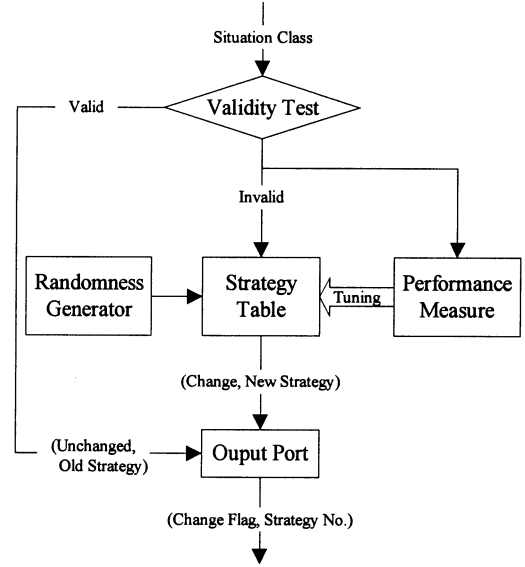 Situation Class
Valid
Validity Test
Invalid
Randomness
Generator
Strategy
Table
Tuning
Performance
Measure
(Change, New Strategy)
(Unchanged,
Old Strategy)
Ouput Port
(Change Flag, Strategy No.)